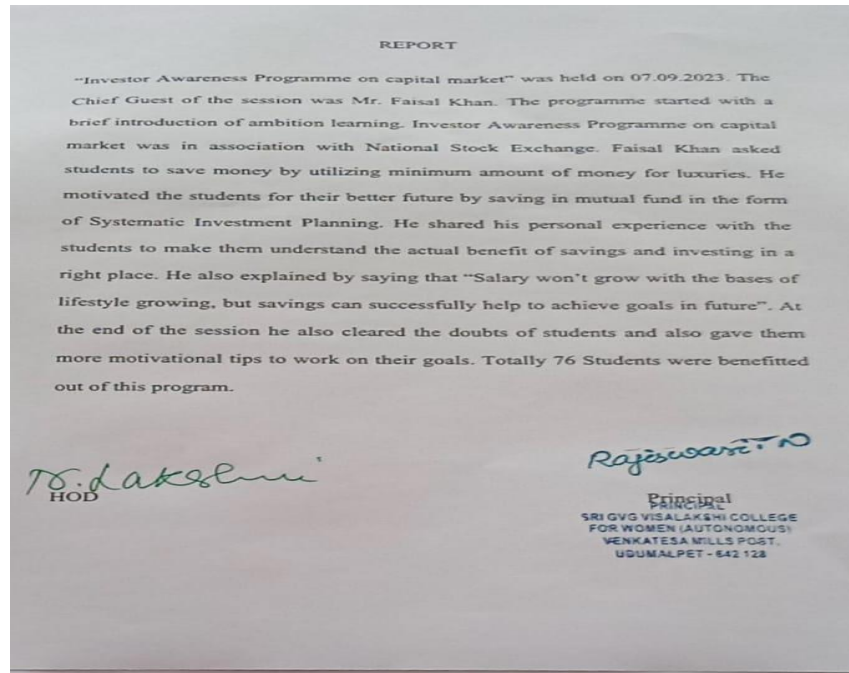 REPORT
"Investor Awareness Programme on capital market" was held on 07.09.2023. The
Chief Guest of the session was Mr. Faisal Khan. The programme started with a
brief introduction of ambition learning. Investor Awareness Programme on capital
market was in association with National Stock Exchange. Faisal Khan asked
students to save money by utilizing minimum amount of money for luxuries. He
motivated the students for their better future by saving in mutual fund in the form
of Systematic Investment Planning. He shared his personal experience with the
students to make them understand the actual benefit of savings and investing in a
right place. He also explained by saying that "Salary won't grow with the bases of
lifestyle growing, but savings can successfully help to achieve goals in future". At
the end of the session he also cleared the doubts of students and also gave them
more motivational tips to work on their goals. Totally 76 Students were benefitted
out of this program.
N. Lakshmi
HOD
Rajeswari T N
Principal
PRINCIPAL
SRI GVG VISALAKSHI COLLEGE
FOR WOMEN (AUTONOMOUS)
VENKATESA MILLS POST.
UDUMALPET - 642 128